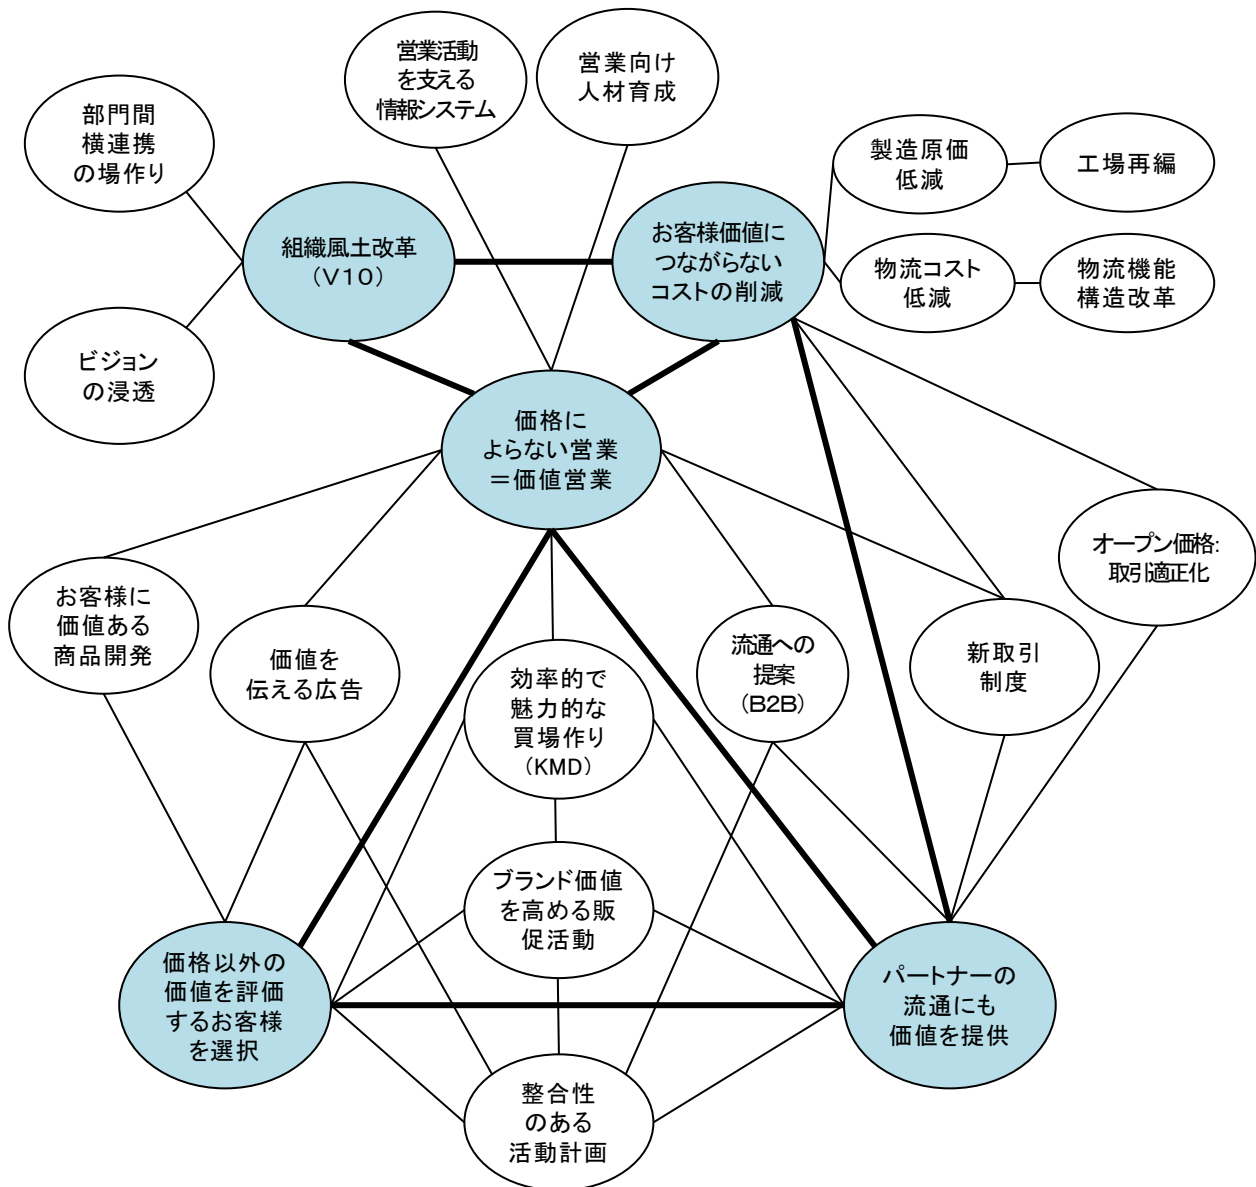 営業活動
を支える
情報システム
営業向け
人材育成
部門間
横連携
の場作り
製造原価
低減
工場再編
組織風土改革
（V10）
お客様価値に
つながらない
コストの削減
物流コスト
低減
物流機能
構造改革
ビジョン
の浸透
価格に
よらない営業
＝価値営業
オープン価格:
取引適正化
お客様に
価値ある
商品開発
価値を
伝える広告
効率的で
魅力的な
買場作り
（KMD）
流通への
提案
（B2B）
新取引
制度
ブランド価値
を高める販
促活動
価格以外の
価値を評価
するお客様
を選択
パートナーの
流通にも
価値を提供
整合性
のある
活動計画